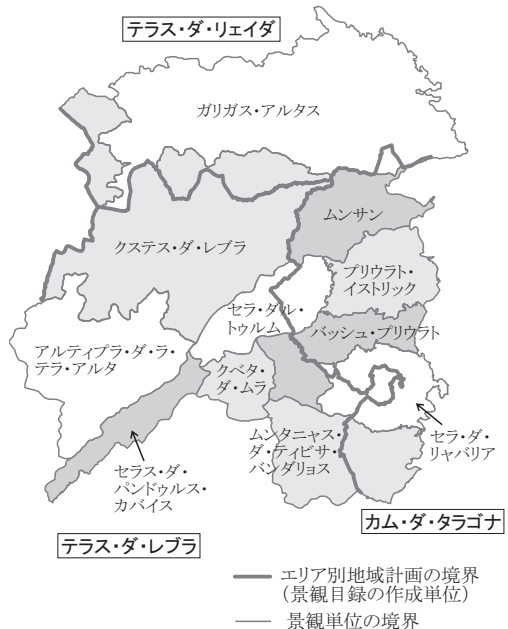 テラス・ダ・リェイダ
ガリガス・アルタス
ムンサン
クステス・ダ・レブラ
プリウラト・
イストリック
セラ・ダル・
トゥルム
バッシュ・プリウラト
アルティプラ・ダ・ラ・
テラ・アルタ
クベタ・
ダ・ムラ
ムンタニャス・
ダ・ティビサ・
バンダリョス
セラ・ダ・
リャバリア
セラス・ダ・
パンドゥルス・
カバイス
カム・ダ・タラゴナ
テラス・ダ・レブラ
エリア別地域計画の境界
（景観目録の作成単位）
景観単位の境界